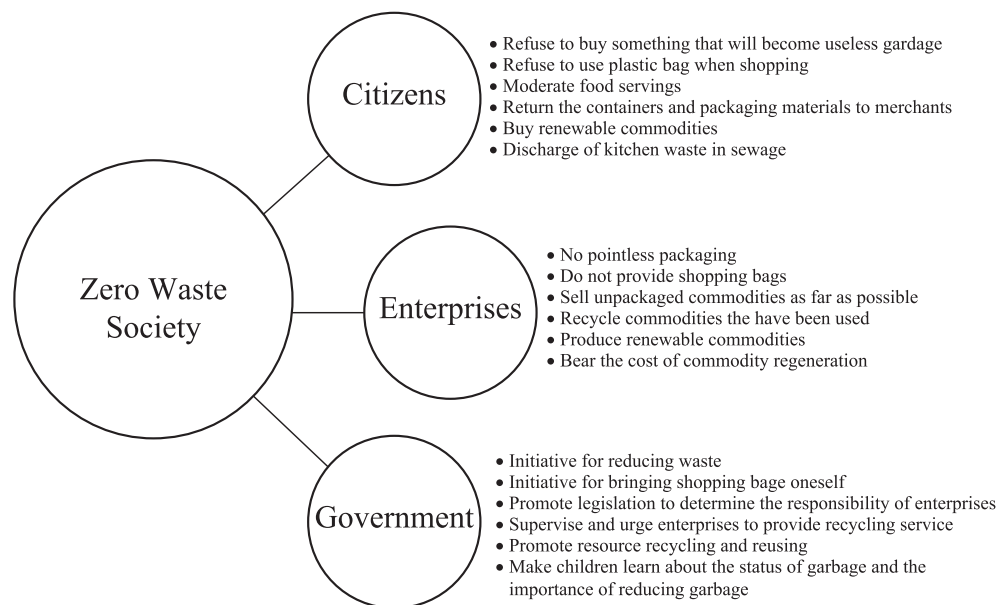 Citizens
• Refuse to buy something that will become useless gardage
• Refuse to use plastic bag when shopping
• Moderate food servings
• Return the containers and packaging materials to merchants
• Buy renewable commodities
• Discharge of kitchen waste in sewage
Zero Waste
Society
Enterprises
• No pointless packaging
• Do not provide shopping bags
• Sell unpackaged commodities as far as possible
• Recycle commodities the have been used
• Produce renewable commodities
• Bear the cost of commodity regeneration
Government
• Initiative for reducing waste
• Initiative for bringing shopping bage oneself
• Promote legislation to determine the responsibility of enterprises
• Supervise and urge enterprises to provide recycling service
• Promote resource recycling and reusing
• Make children learn about the status of garbage and the
importance of reducing garbage